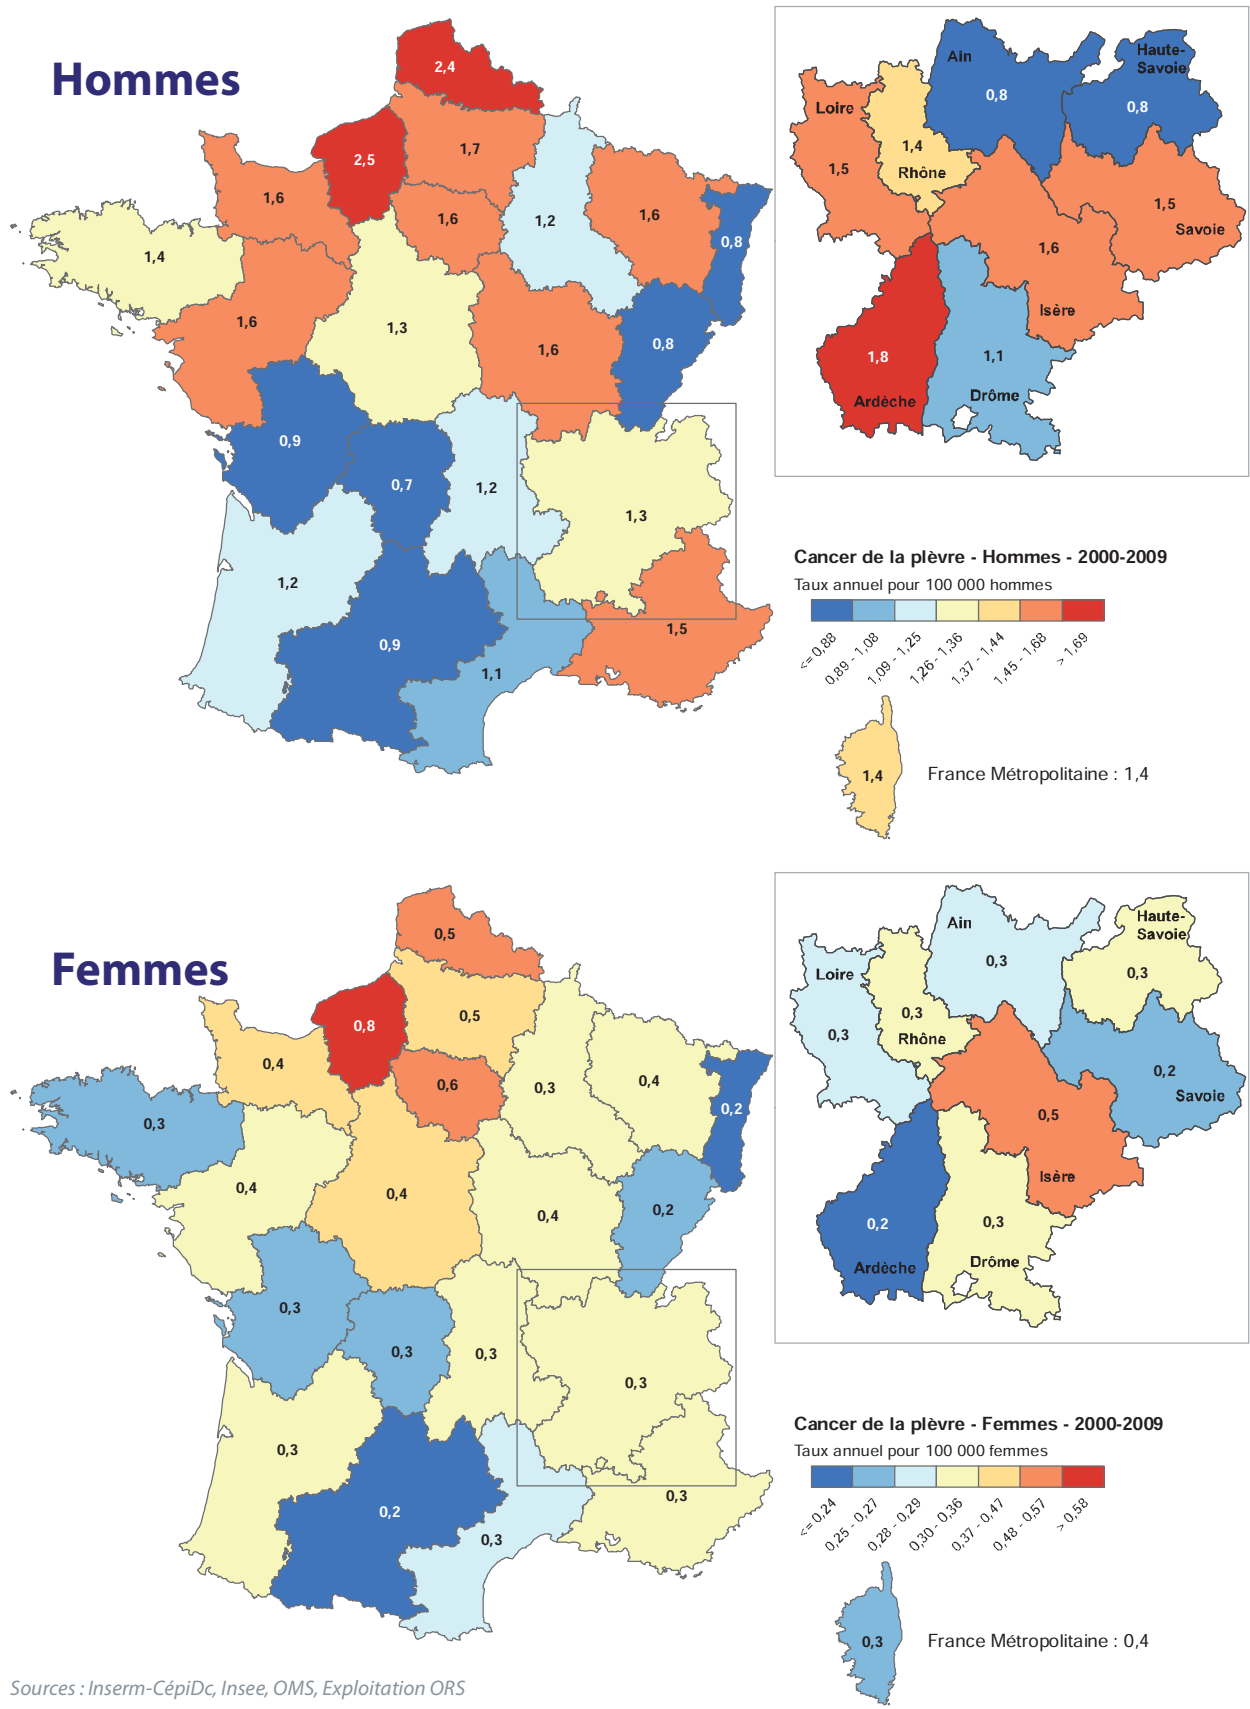 Hommes
2,4
2,5
1,7
1,6
1,6
1,2
1,6
0,8
1,4
1,6
1,3
1,6
0,8
0,9
0,7
1,2
1,3
1,2
0,9
1,1
1,5
Ain
0,8
Haute-
Savoie
0,8
Loire
1,5
1,4
Rhône
1,5
Savoie
1,6
Isère
1,8
Ardèche
1,1
Drôme
Cancer de la plèvre - Hommes - 2000-2009
Taux annuel pour 100 000 hommes
<= 0,88
0,89 - 1,08
1,09 - 1,25
1,26 - 1,36
1,37 - 1,44
1,45 - 1,68
> 1,69
1,4
France Métropolitaine : 1,4
Femmes
0,5
0,8
0,5
0,4
0,6
0,3
0,4
0,2
0,3
0,4
0,4
0,4
0,2
0,3
0,3
0,3
0,3
0,3
0,2
0,3
0,3
Ain
0,3
Haute-
Savoie
0,3
Loire
0,3
0,3
Rhône
0,2
Savoie
0,5
Isère
0,2
Ardèche
0,3
Drôme
Cancer de la plèvre - Femmes - 2000-2009
Taux annuel pour 100 000 femmes
<= 0,24
0,25 - 0,27
0,28 - 0,29
0,30 - 0,36
0,37 - 0,47
0,48 - 0,57
> 0,58
0,3
France Métropolitaine : 0,4
Sources : Inserm-CépiDc, Insee, OMS, Exploitation ORS